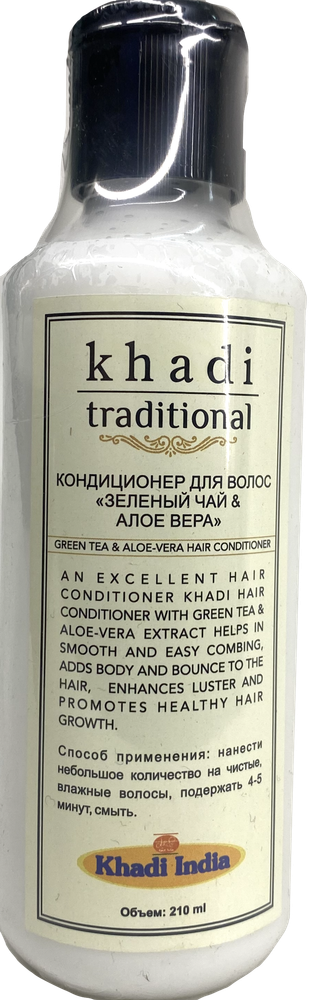 khadi
traditional
КОНДИЦИОНЕР ДЛЯ ВОЛОС
«ЗЕЛЕНЫЙ ЧАЙ &
АЛОЕ ВЕРА»
GREEN TEA & ALOE-VERA HAIR CONDITIONER
AN EXCELLENT HAIR
CONDITIONER KHADI HAIR
CONDITIONER WITH GREEN TEA &
ALOE-VERA EXTRACT HELPS IN
SMOOTH AND EASY COMBING,
ADDS BODY AND BOUNCE TO THE
HAIR, ENHANCES LUSTER AND
PROMOTES HEALTHY HAIR
GROWTH.
Способ применения: нанести
небольшое количество на чистые,
влажные волосы, подержать 4-5
минут, смыть.
Khadi India
Объем: 210 ml